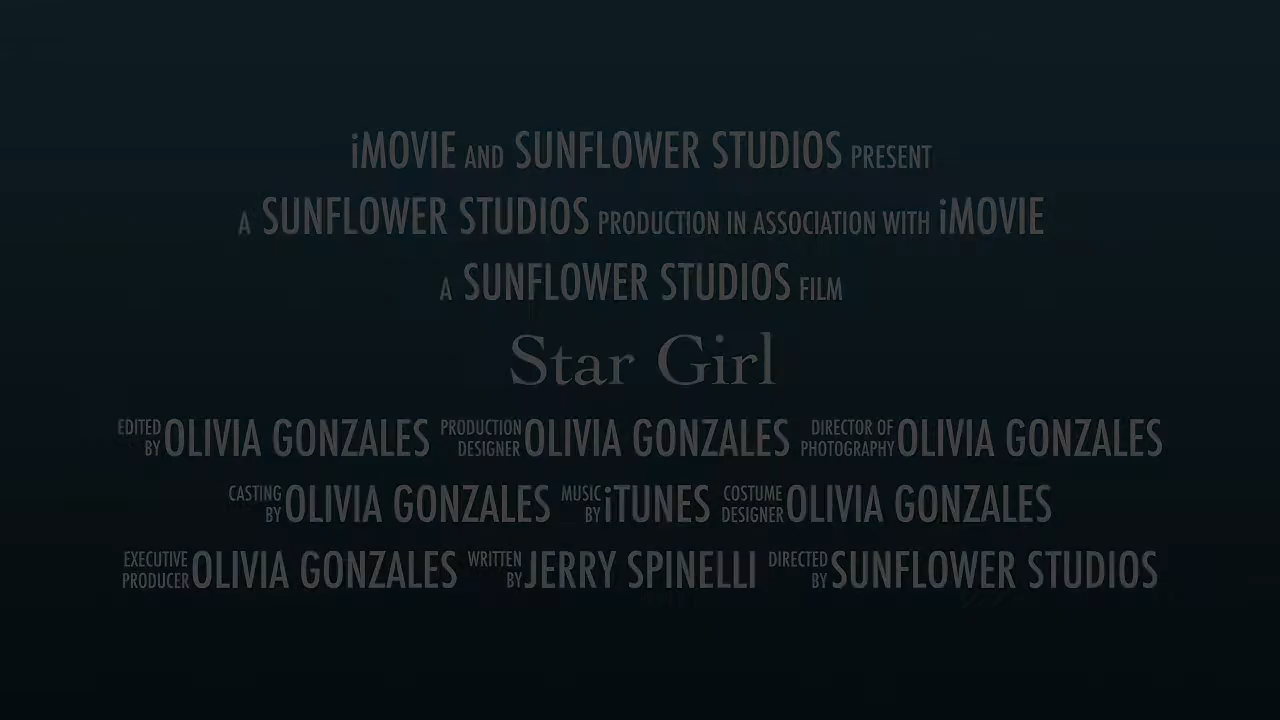 iMOVIE AND SUNFLOWER STUDIOS PRESENT
A SUNFLOWER STUDIOS PRODUCTION IN ASSOCIATION WITH iMOVIE
A SUNFLOWER STUDIOS FILM
Star Girl
EDITED BY OLIVIA GONZALES PRODUCTION DESIGNER OLIVIA GONZALES DIRECTOR OF PHOTOGRAPHY OLIVIA GONZALES
CASTING BY OLIVIA GONZALES MUSIC BY iTUNES COSTUME DESIGNER OLIVIA GONZALES
EXECUTIVE PRODUCER OLIVIA GONZALES WRITTEN BY JERRY SPINELLI DIRECTED BY SUNFLOWER STUDIOS